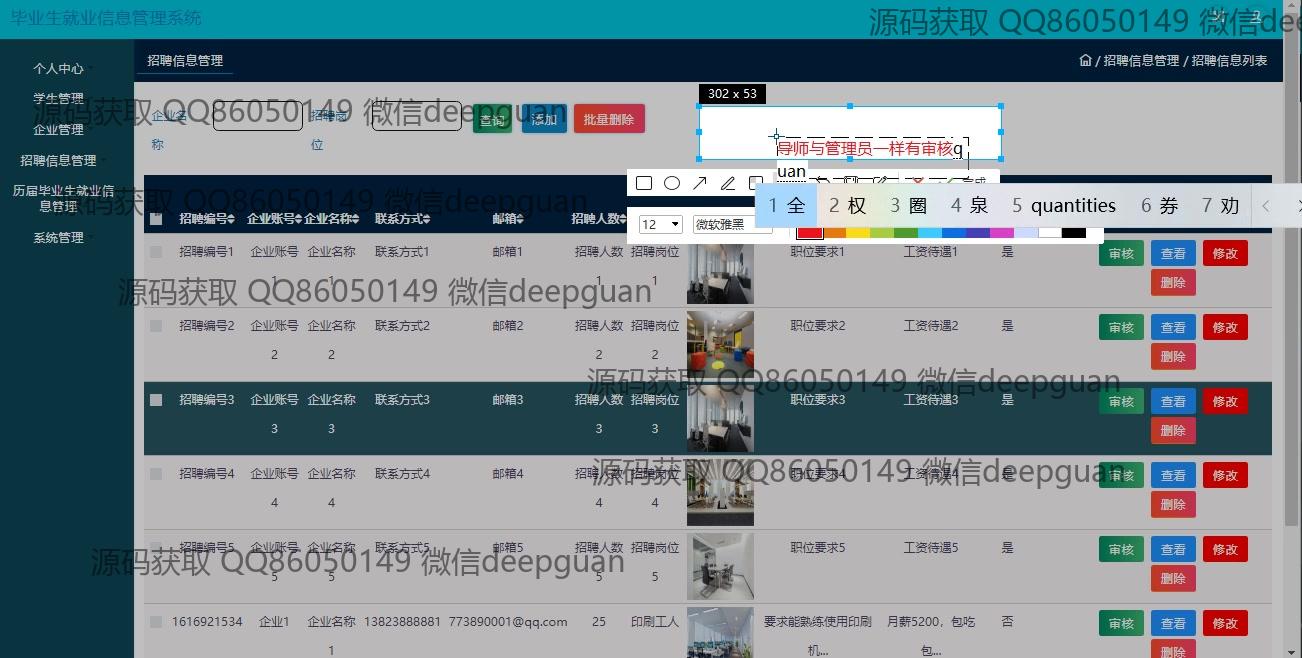 毕业生就业信息管理系统
源码获取 QQ86050149 微信dee
个人中心
学生管理
企业管理
招聘信息管理
历届毕业生就业信
息管理
系统管理
招聘信息管理
/ 招聘信息管理 / 招聘信息列表
源码获取 QQ86050149 微信deepguan
企业名
称
招聘岗
位
查询
添加
批量删除
302 x 53
导师与管理员一样有审核q
uan
完成
1 全 2 权 3 圈 4 泉 5 quantities 6 券 7 劝
12 微软雅黑
源码获取 QQ86050149 微信deepguan
招聘编号 企业账号 企业名称 联系方式 邮箱 招聘人数
招聘编号1 企业账号 企业名称 联系方式1 邮箱1 招聘人数 招聘岗位 职位要求1 工资待遇1 是 审核 查看 修改
1 1 1 1 删除
源码获取 QQ86050149 微信deepguan
招聘编号2 企业账号 企业名称 联系方式2 邮箱2 招聘人数 招聘岗位 职位要求2 工资待遇2 是 审核 查看 修改
2 2 2 2 删除
源码获取 QQ86050149 微信deepguan
招聘编号3 企业账号 企业名称 联系方式3 邮箱3 招聘人数 招聘岗位 职位要求3 工资待遇3 是 审核 查看 修改
3 3 3 3 删除
源码获取 QQ86050149 微信deepguan
招聘编号4 企业账号 企业名称 联系方式4 邮箱4 招聘人数 招聘岗位 职位要求4 工资待遇4 是 审核 查看 修改
4 4 4 4 删除
源码获取 QQ86050149 微信deepguan
招聘编号5 企业账号 企业名称 联系方式5 邮箱5 招聘人数 招聘岗位 职位要求5 工资待遇5 是 审核 查看 修改
5 5 5 5 删除
1616921534 企业1 企业名称 13823888881 773890001@qq.com 25 印刷工人 要求能熟练使用印刷 月薪5200，包吃 否 审核 查看 修改
1 机... 包... 删除